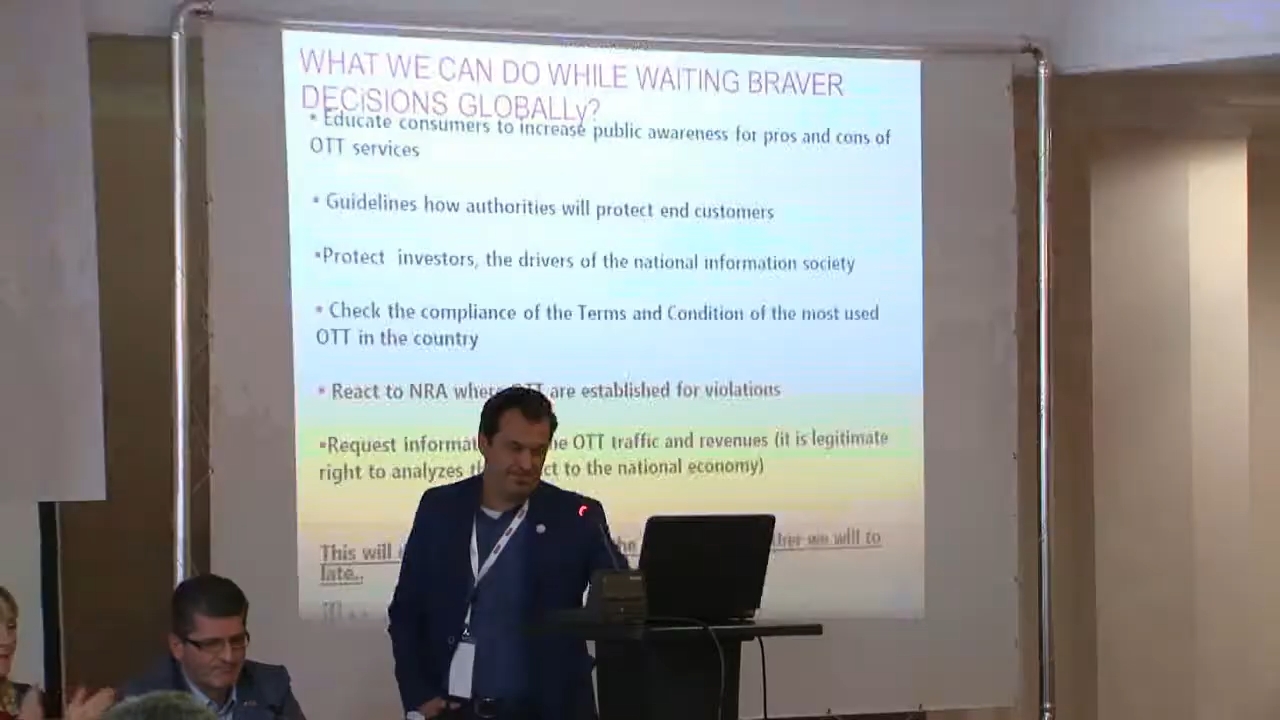 WHAT WE CAN DO WHILE WAITING BRAVER
DECiSIONS GLOBALLy?
• Educate consumers to increase public awareness for pros and cons of
OTT services
• Guidelines how authorities will protect end customers
•Protect investors, the drivers of the national information society
• Check the compliance of the Terms and Condition of the most used
OTT in the country
• React to NRA where OTT are established for violations
•Request OTT traffic and revenues (it is legitimate
right to analyzes to the national economy)
This will we will to
late..